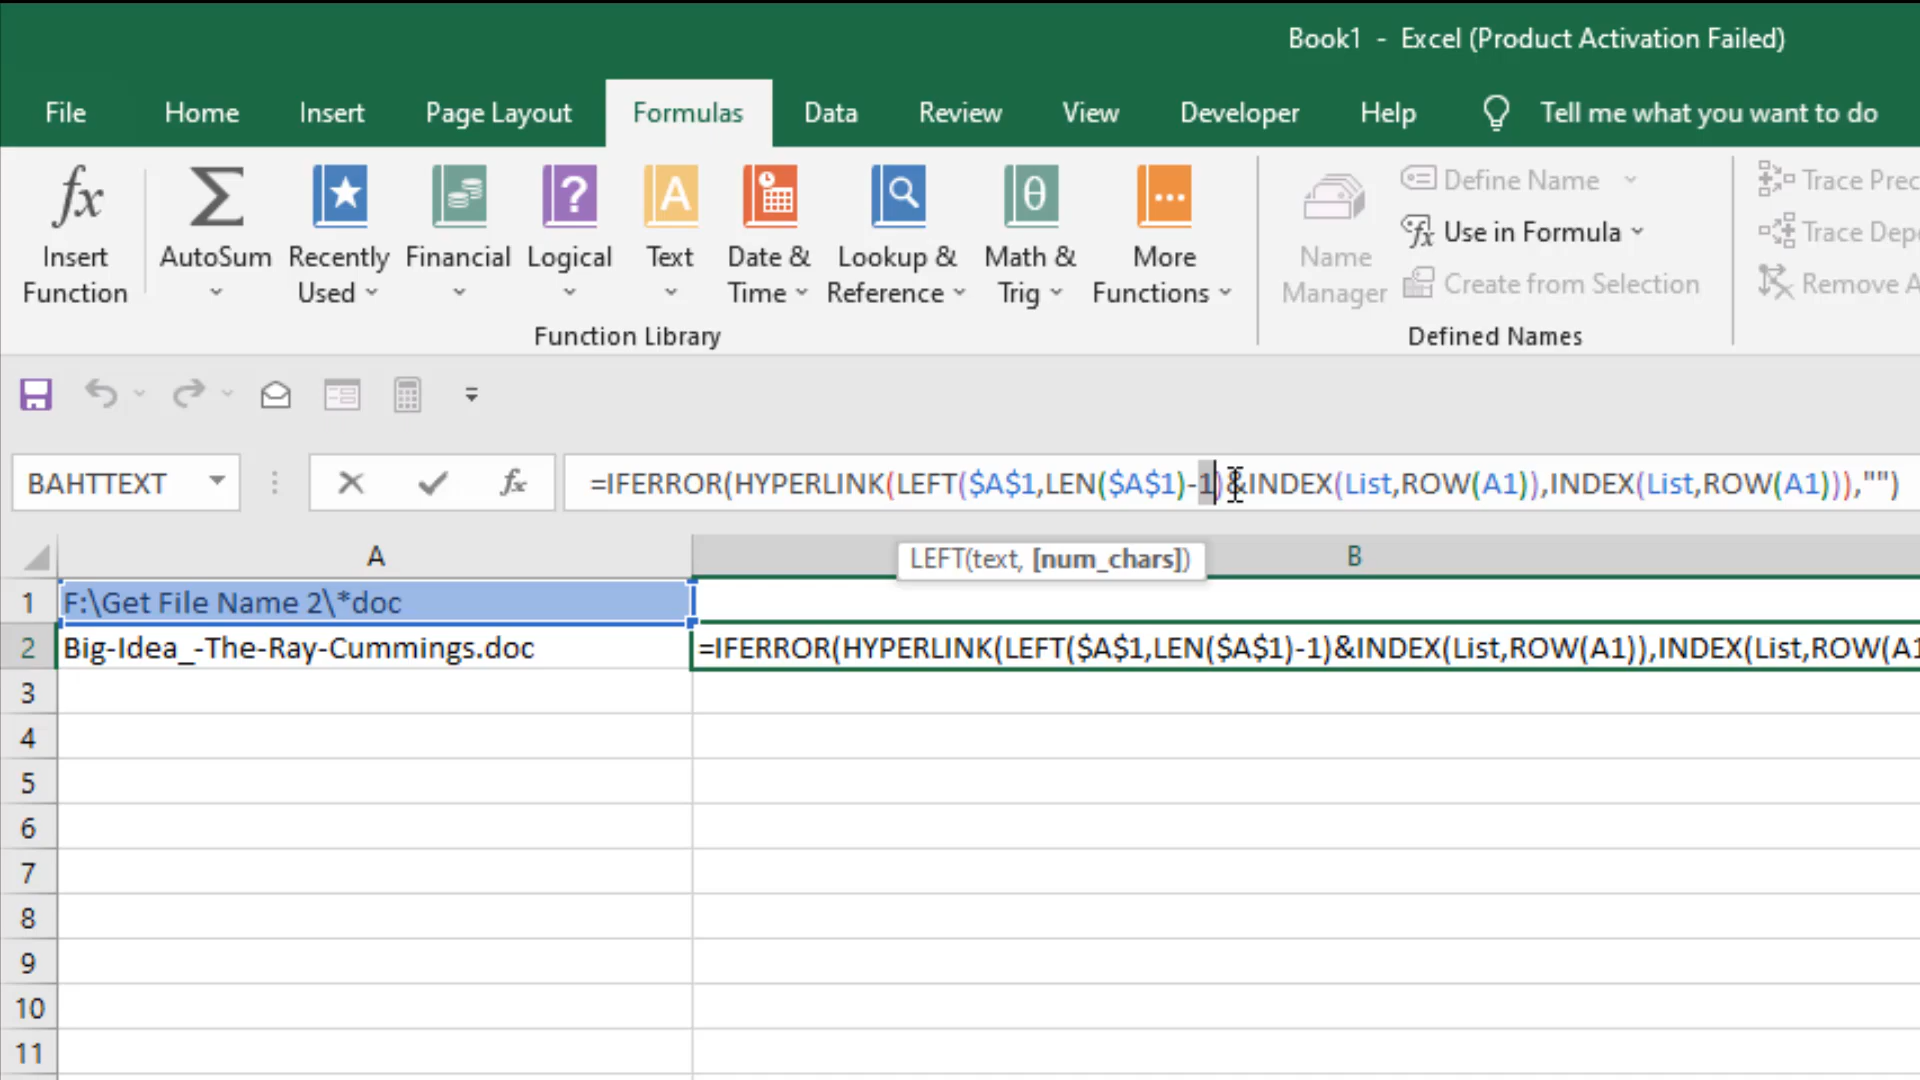 Book1 - Excel (Product Activation Failed)
File Home Insert Page Layout Formulas Data Review View Developer Help Tell me what you want to do
fx Insert Function
AutoSum
Recently Used
Financial
Logical
Text
Date & Time
Lookup & Reference
Math & Trig
More Functions
Function Library
Name Manager
Define Name
Use in Formula
Create from Selection
Defined Names
Trace Prec
Trace Depe
Remove A
BAHTTEXT fx =IFERROR(HYPERLINK(LEFT($A$1,LEN($A$1)-1)&INDEX(List,ROW(A1)),INDEX(List,ROW(A1))),"")
LEFT(text, [num_chars])
A B
1 F:\Get File Name 2\*doc
2 Big-Idea_-The-Ray-Cummings.doc =IFERROR(HYPERLINK(LEFT($A$1,LEN($A$1)-1)&INDEX(List,ROW(A1)),INDEX(List,ROW(A1
3
4
5
6
7
8
9
10
11